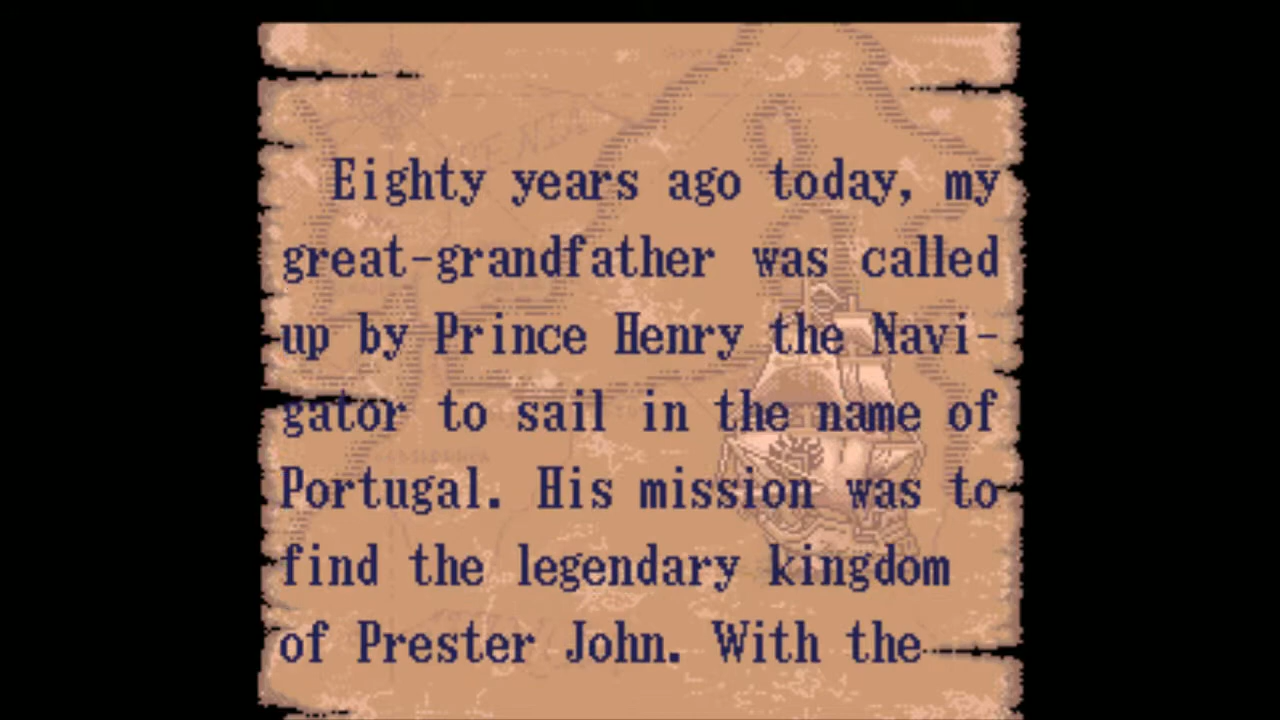 Eighty years ago today, my
great-grandfather was called
up by Prince Henry the Navi-
gator to sail in the name of
Portugal. His mission was to
find the legendary kingdom
of Prester John. With the